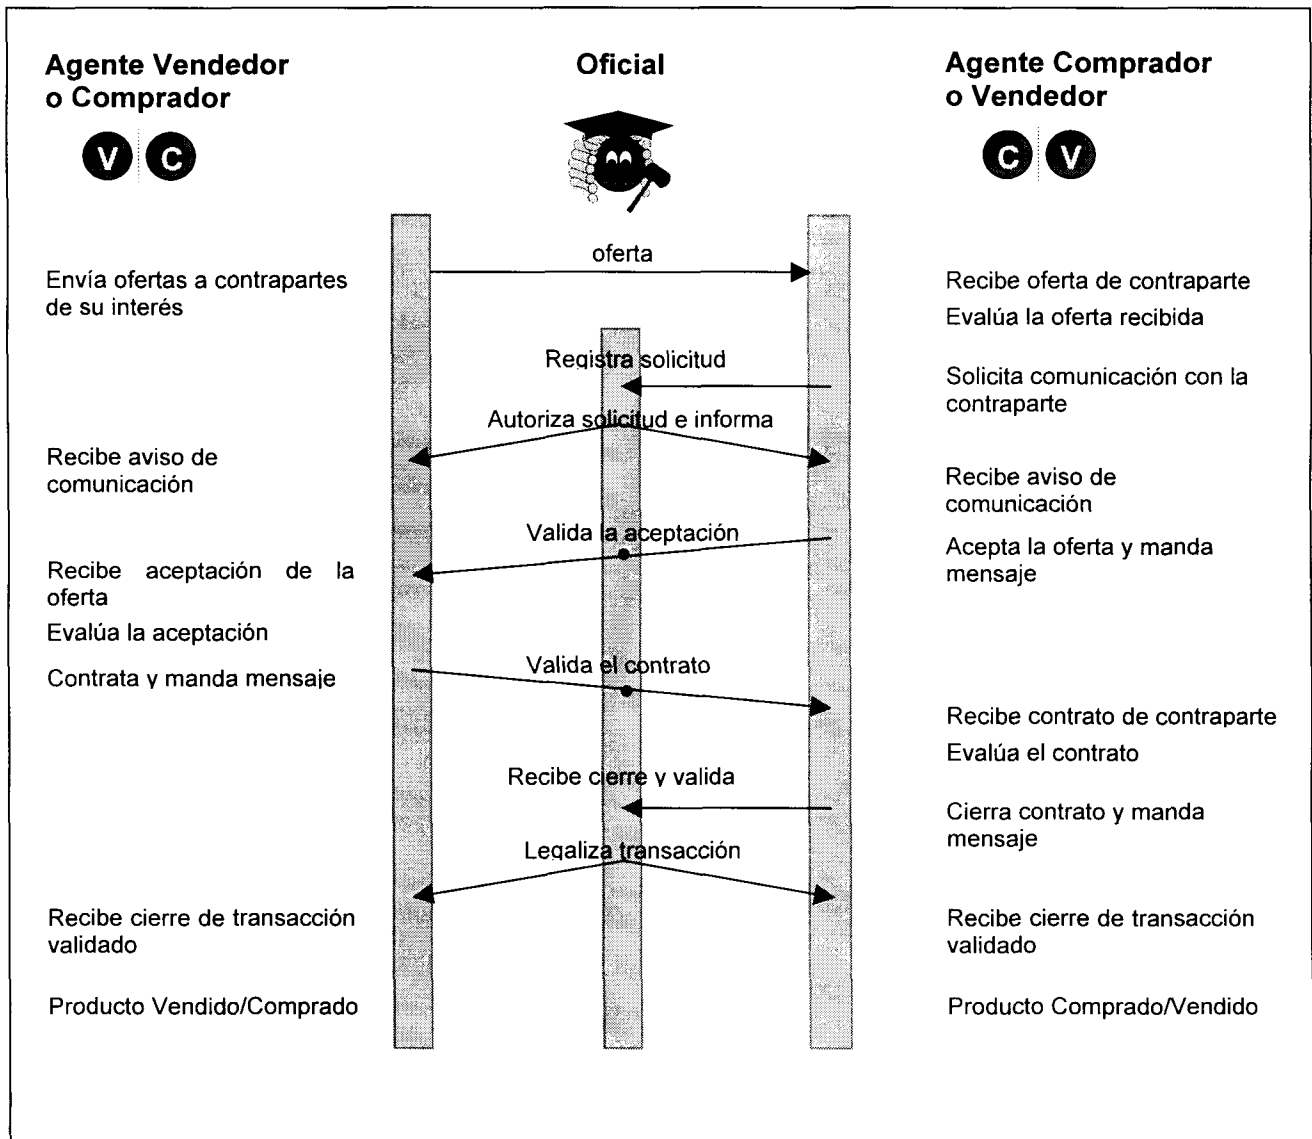 Agente Vendedor
o Comprador
Oficial
Agente Comprador
o Vendedor
V C
C V
oferta
Envía ofertas a contrapartes
de su interés
Recibe oferta de contraparte
Evalúa la oferta recibida
Registra solicitud
Solicita comunicación con la
contraparte
Autoriza solicitud e informa
Recibe aviso de
comunicación
Recibe aviso de
comunicación
Valida la aceptación
Acepta la oferta y manda
mensaje
Recibe aceptación de la
oferta
Evalúa la aceptación
Valida el contrato
Contrata y manda mensaje
Recibe contrato de contraparte
Evalúa el contrato
Recibe cierre y valida
Cierra contrato y manda
mensaje
Legaliza transacción
Recibe cierre de transacción
validado
Recibe cierre de transacción
validado
Producto Vendido/Comprado
Producto Comprado/Vendido